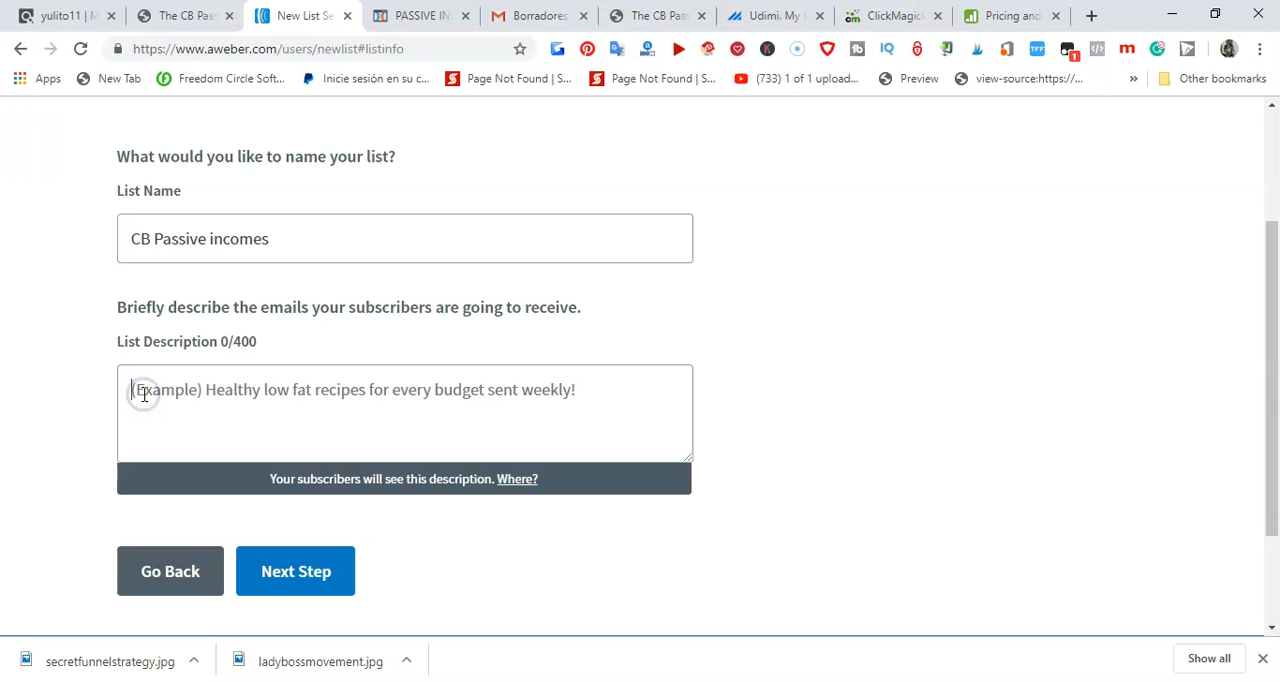 yulito11 | M
The CB Pas
New List Se
PASSIVE IN
Borradores
The CB Pass
Udimi. My s
ClickMagic
Pricing and
https://www.aweber.com/users/newlist#listinfo
Apps
New Tab
Freedom Circle Soft...
Inicie sesión en su c...
Page Not Found | S...
Page Not Found | S...
(733) 1 of 1 upload...
Preview
view-source:https://...
»
Other bookmarks
What would you like to name your list?
List Name
CB Passive incomes
Briefly describe the emails your subscribers are going to receive.
List Description 0/400
(Example) Healthy low fat recipes for every budget sent weekly!
Your subscribers will see this description. Where?
Go Back
Next Step
secretfunnelstrategy.jpg
ladybossmovement.jpg
Show all